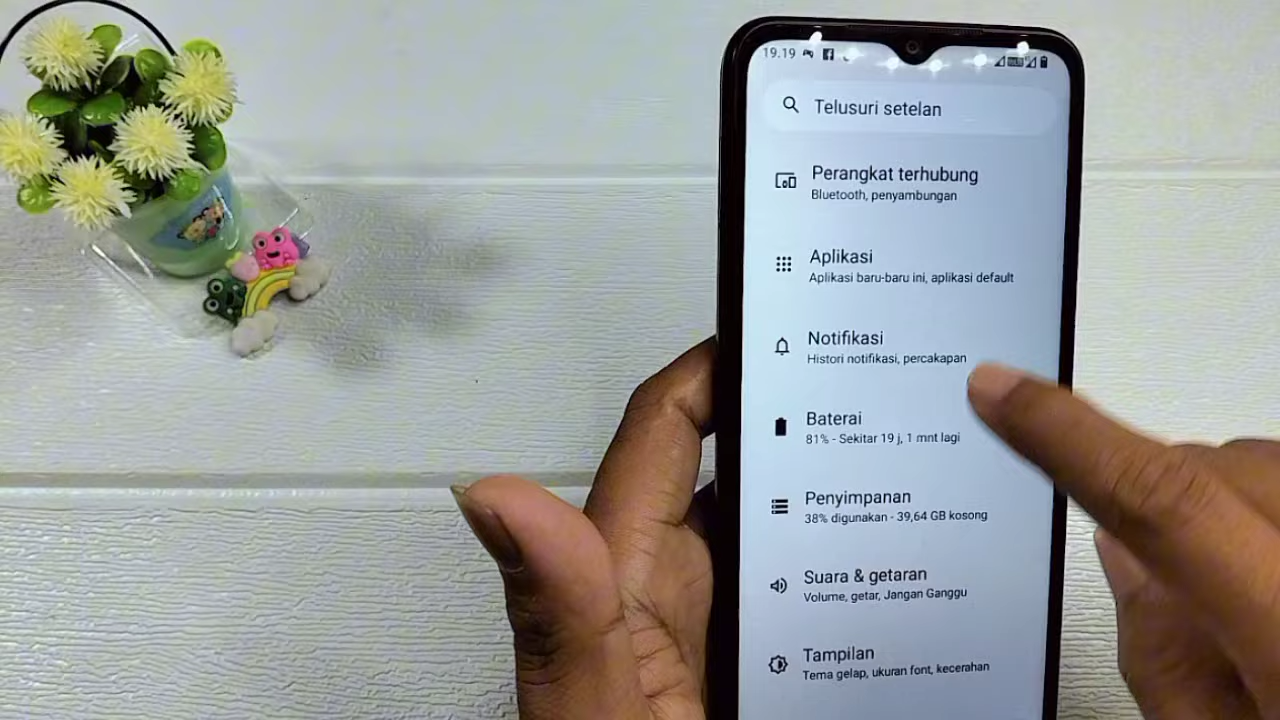 19.19
Telusuri setelan
Perangkat terhubung
Bluetooth, penyambungan
Aplikasi
Aplikasi baru-baru ini, aplikasi default
Notifikasi
Histori notifikasi, percakapan
Baterai
81% - Sekitar 19 j, 1 mnt lagi
Penyimpanan
38% digunakan - 39,64 GB kosong
Suara & getaran
Volume, getar, Jangan Ganggu
Tampilan
Tema gelap, ukuran font, kecerahan